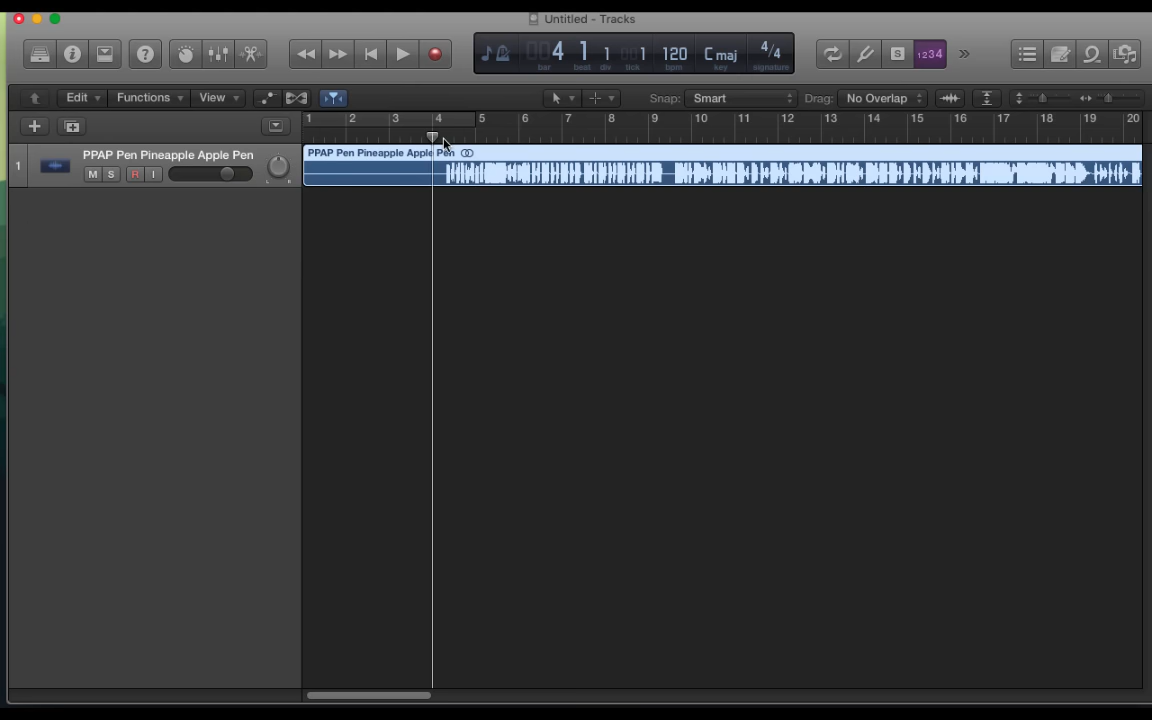 Untitled - Tracks
004 1 1 001 120 C maj 4/4
bar beat div tick bpm key signature
S 1234
Edit Functions View Snap: Smart Drag: No Overlap
1 2 3 4 5 6 7 8 9 10 11 12 13 14 15 16 17 18 19 20
1 PPAP Pen Pineapple Apple Pen
M S R I
L R
PPAP Pen Pineapple Apple Pen